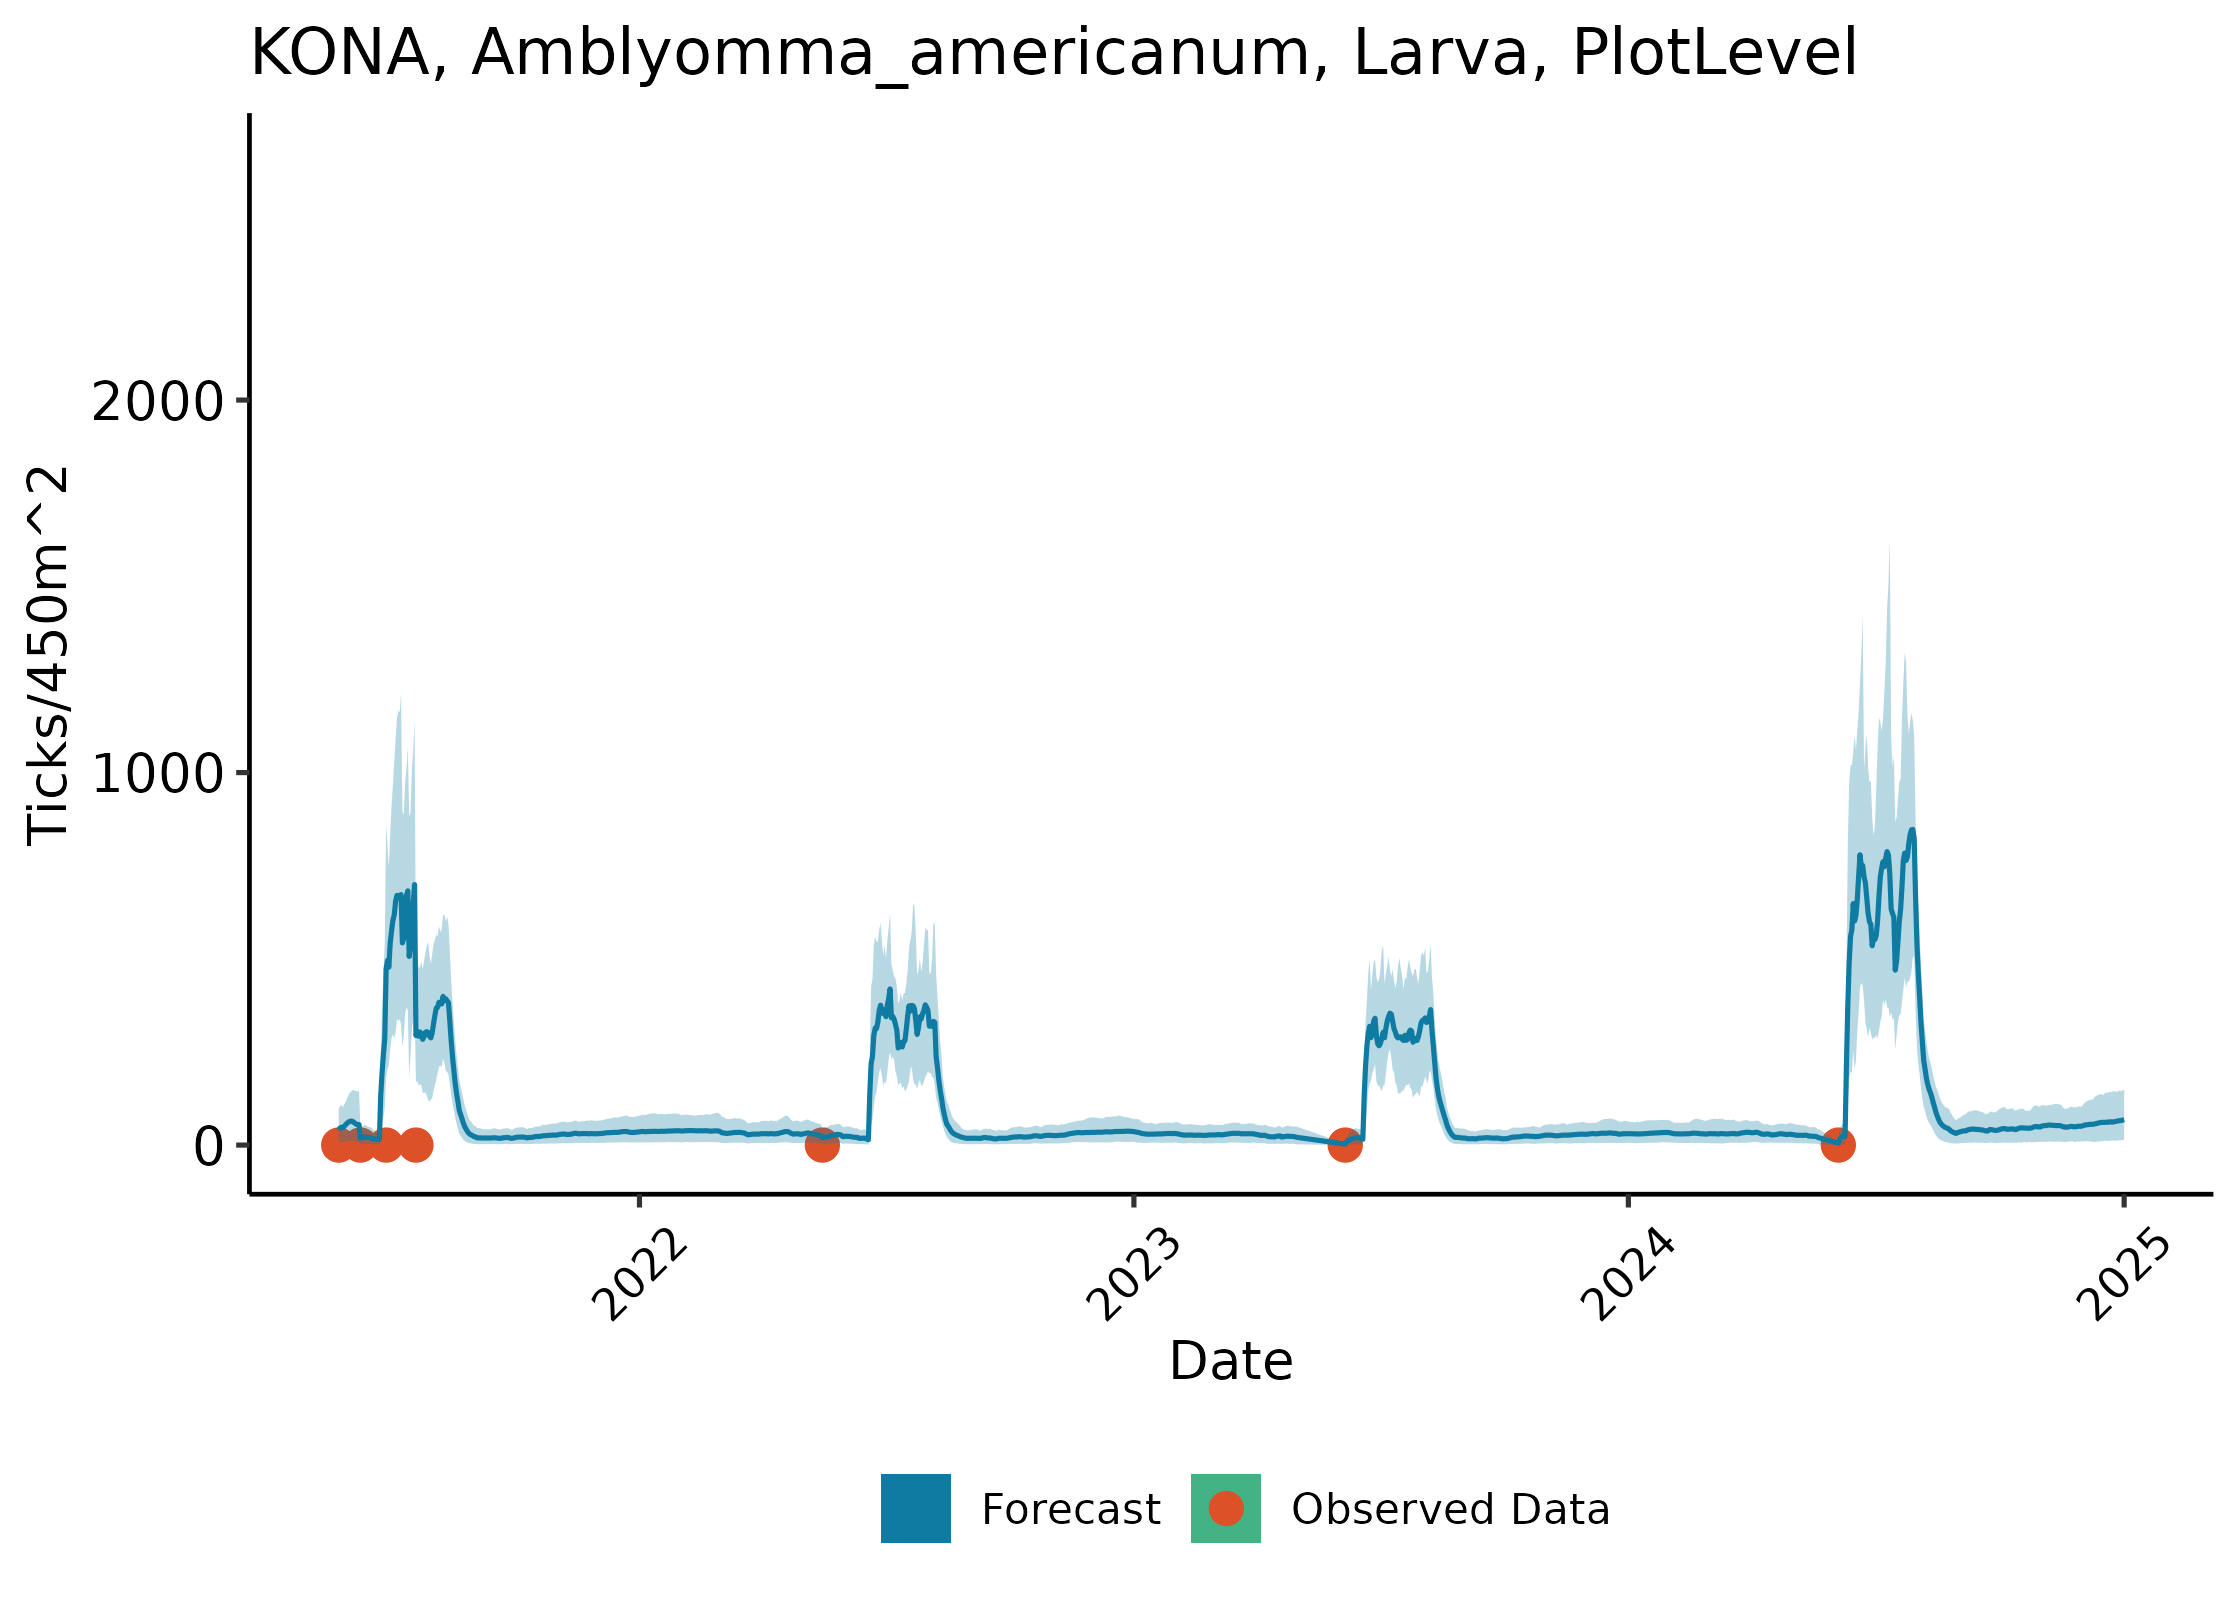 KONA, Amblyomma_americanum, Larva, PlotLevel
Ticks/450m^2
2000
1000
0
2022
2023
2024
2025
Date
Forecast
Observed Data